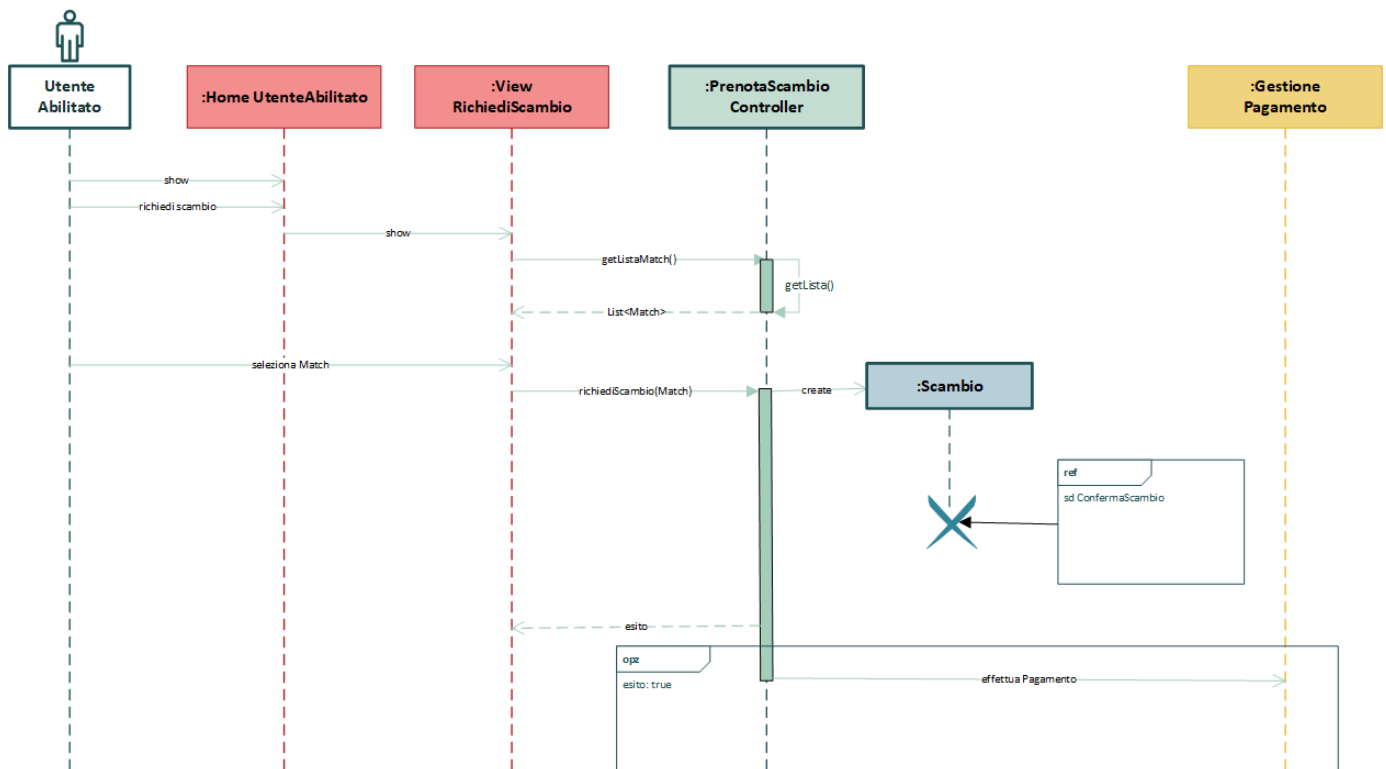 Utente
Abilitato
:Home UtenteAbilitato
:View
RichiediScambio
:PrenotaScambio
Controller
:Gestione
Pagamento
show
richiedi scambio
show
getListaMatch()
getLista()
List<Match>
seleziona Match
richiediScambio(Match)
create
:Scambio
ref
sd ConfermaScambio
esito
opz
esito: true
effettua Pagamento